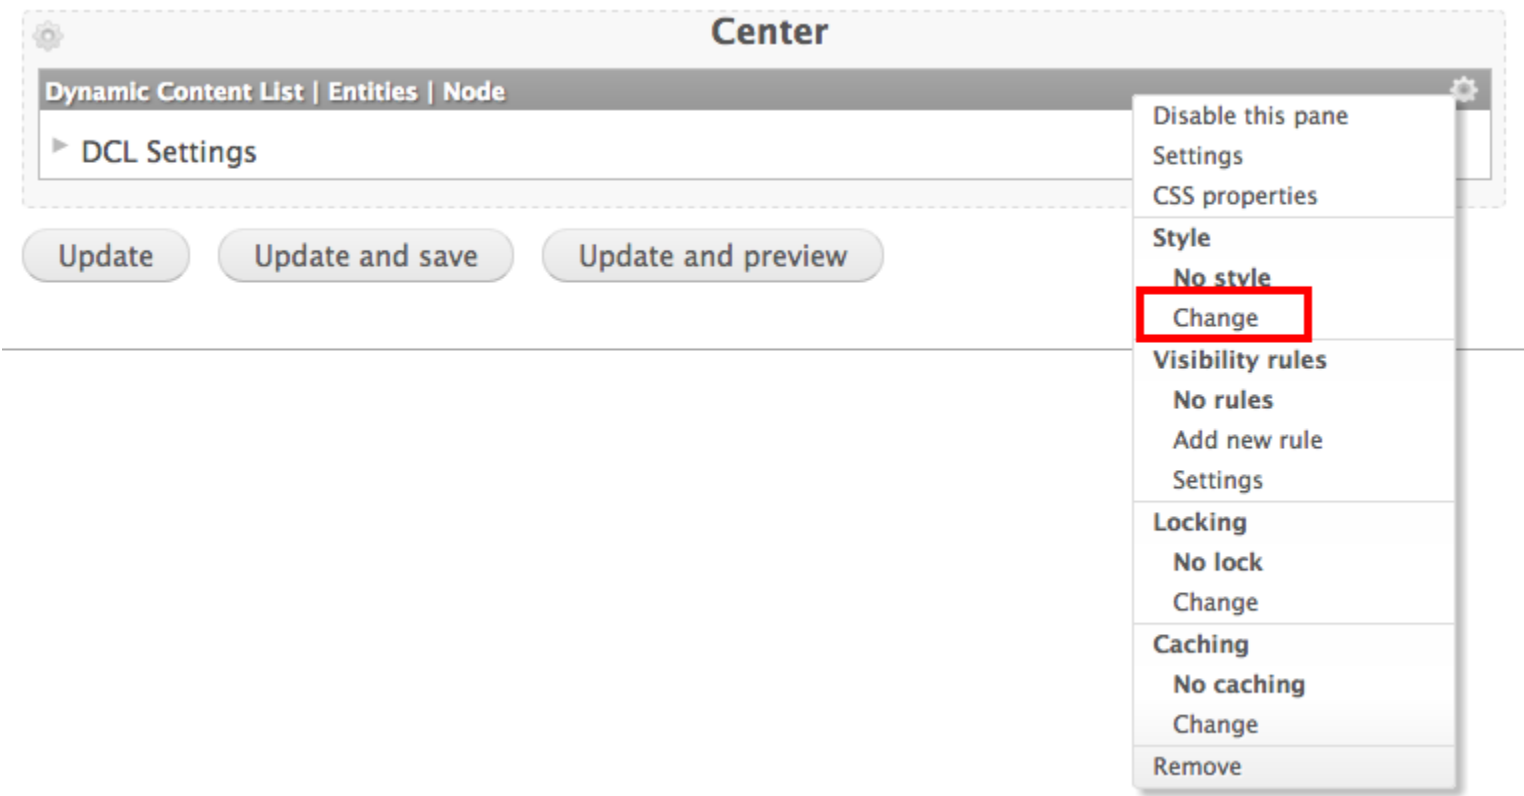 Center
Dynamic Content List | Entities | Node
DCL Settings
Update
Update and save
Update and preview
Disable this pane
Settings
CSS properties
Style
No style
Change
Visibility rules
No rules
Add new rule
Settings
Locking
No lock
Change
Caching
No caching
Change
Remove